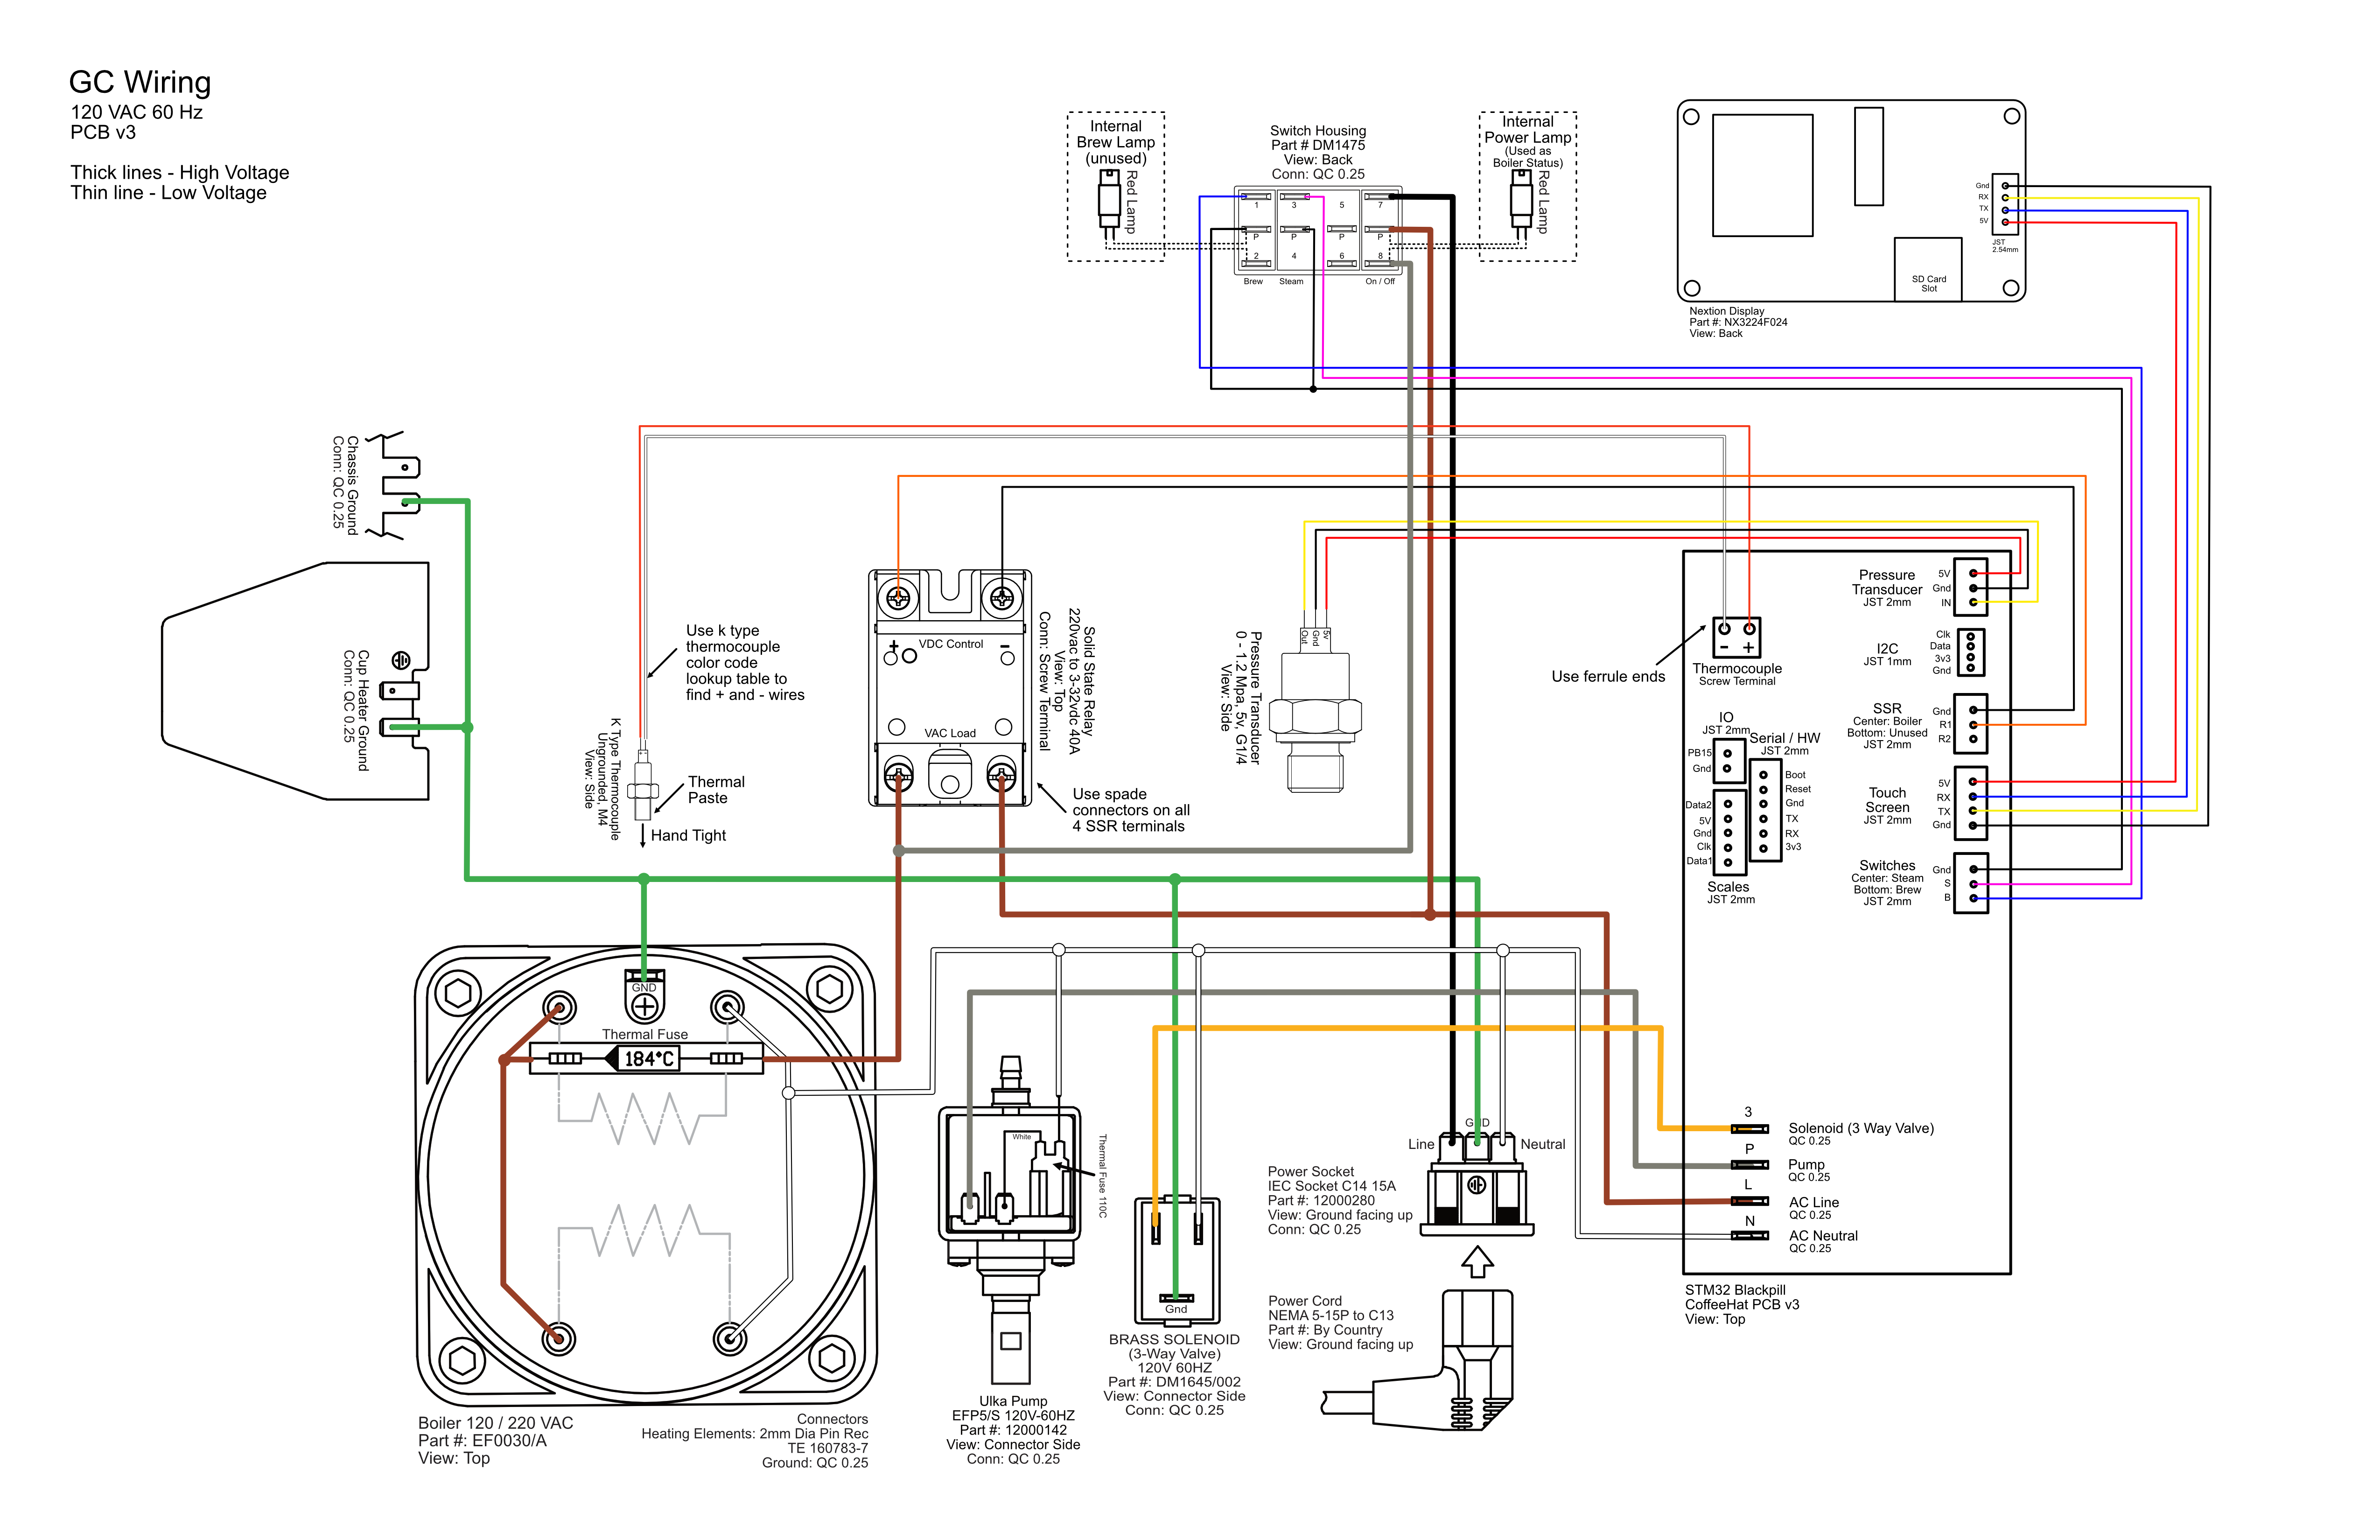 GC Wiring
120 VAC 60 Hz
PCB v3
Thick lines - High Voltage
Thin line - Low Voltage
Internal
Brew Lamp
(unused)
Red Lamp
Switch Housing
Part # DM1475
View: Back
Conn: QC 0.25
1
3
5
7
P
P
P
P
2
4
6
8
Brew
Steam
On / Off
Internal
Power Lamp
(Used as
Boiler Status)
Red Lamp
Gnd
RX
TX
5V
JST
2.54mm
SD Card
Slot
Nextion Display
Part #: NX3224F024
View: Back
Chassis Ground
Conn: QC 0.25
Cup Heater Ground
Conn: QC 0.25
Use k type
thermocouple
color code
lookup table to
find + and - wires
K Type Thermocouple
Ungrounded, M4
View: Side
Thermal
Paste
Hand Tight
+
VDC Control
-
VAC Load
Solid State Relay
220vac to 3-32vdc 40A
View: Top
Conn: Screw Terminal
Use spade
connectors on all
4 SSR terminals
Out
Gnd
5v
Pressure Transducer
0 - 1.2 Mpa, 5v, G1/4
View: Side
Use ferrule ends
- +
Thermocouple
Screw Terminal
Pressure
Transducer
JST 2mm
5V
Gnd
IN
I2C
JST 1mm
Clk
Data
3v3
Gnd
SSR
Center: Boiler
Bottom: Unused
JST 2mm
Gnd
R1
R2
IO
JST 2mm
PB15
Gnd
Serial / HW
JST 2mm
Boot
Reset
Gnd
TX
RX
3v3
Data2
5V
Gnd
Clk
Data1
Scales
JST 2mm
Touch
Screen
JST 2mm
5V
RX
TX
Gnd
Switches
Center: Steam
Bottom: Brew
JST 2mm
Gnd
S
B
3
Solenoid (3 Way Valve)
QC 0.25
P
Pump
QC 0.25
L
AC Line
QC 0.25
N
AC Neutral
QC 0.25
STM32 Blackpill
CoffeeHat PCB v3
View: Top
GND
Thermal Fuse
184°C
Boiler 120 / 220 VAC
Part #: EF0030/A
View: Top
Connectors
Heating Elements: 2mm Dia Pin Rec
TE 160783-7
Ground: QC 0.25
White
Thermal Fuse 110C
Ulka Pump
EFP5/S 120V-60HZ
Part #: 12000142
View: Connector Side
Conn: QC 0.25
Gnd
BRASS SOLENOID
(3-Way Valve)
120V 60HZ
Part #: DM1645/002
View: Connector Side
Conn: QC 0.25
Line
GND
Neutral
Power Socket
IEC Socket C14 15A
Part #: 12000280
View: Ground facing up
Conn: QC 0.25
Power Cord
NEMA 5-15P to C13
Part #: By Country
View: Ground facing up